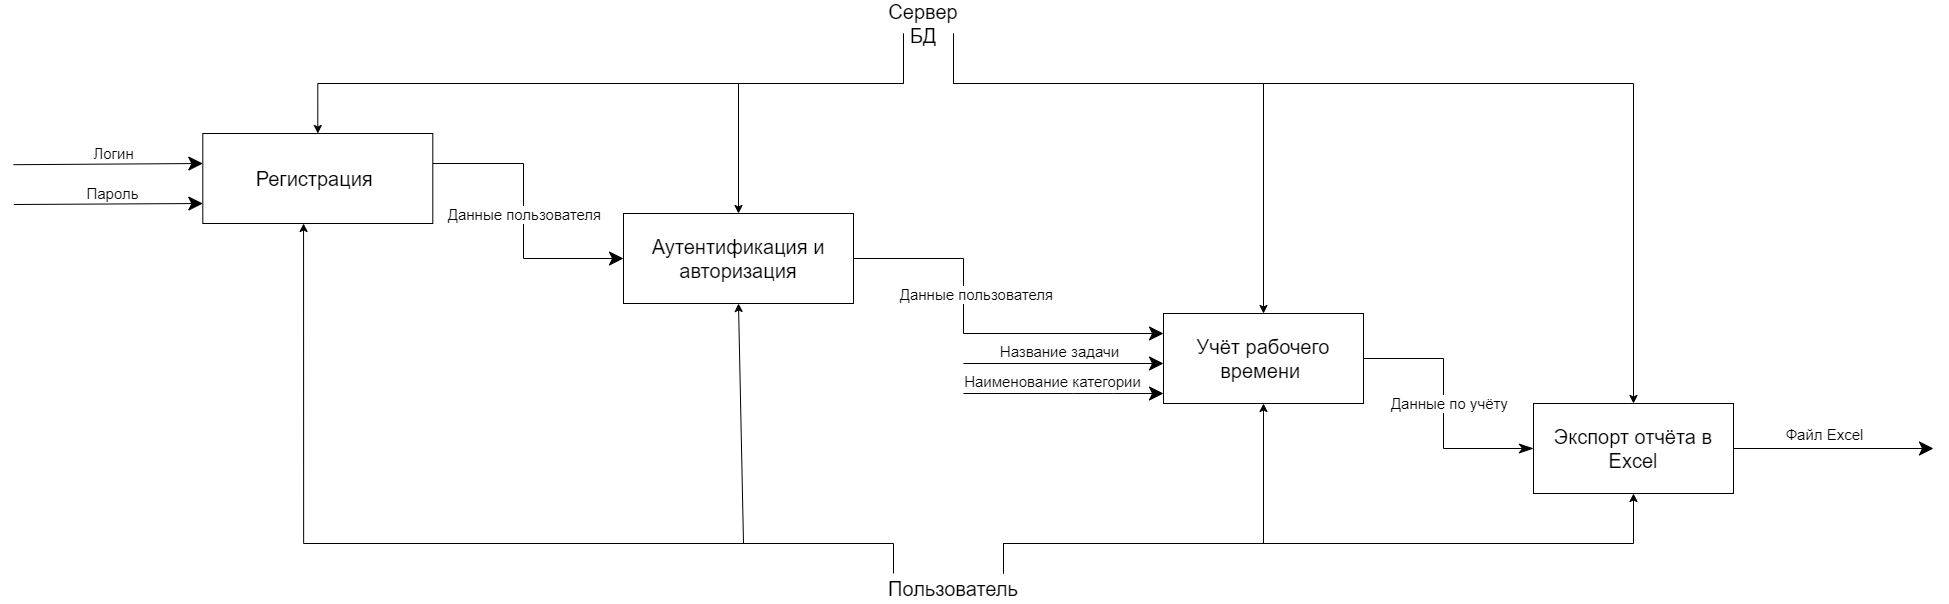 Сервер
БД
Логин
Пароль
Регистрация
Данные пользователя
Аутентификация и
авторизация
Данные пользователя
Название задачи
Наименование категории
Учёт рабочего
времени
Данные по учёту
Экспорт отчёта в
Excel
Файл Excel
Пользователь